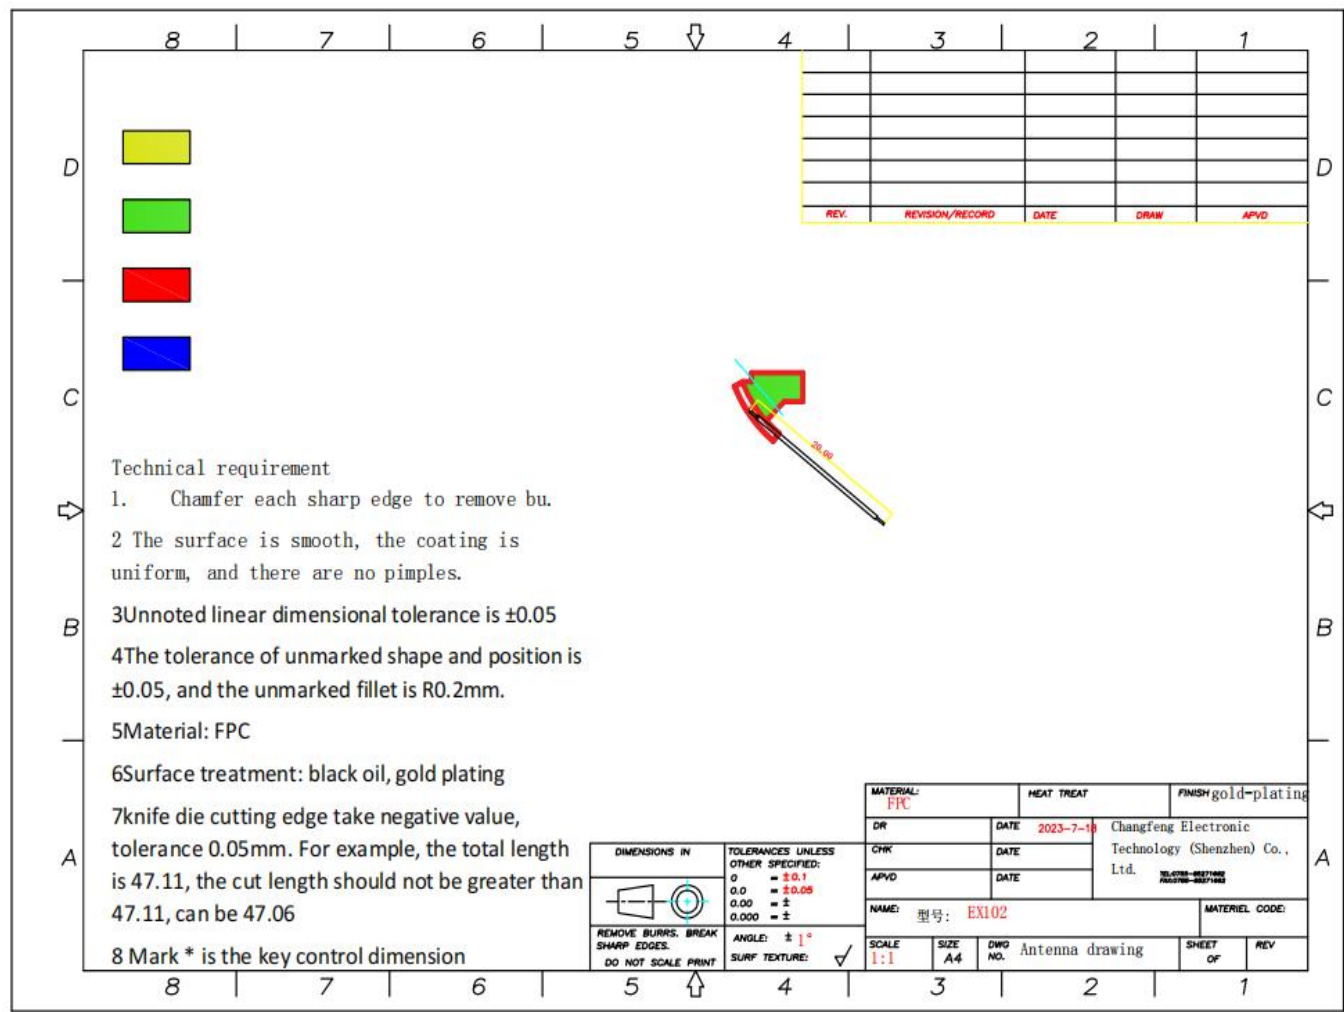 8 7 6 5 4 3 2 1
D D
REV. REVISION/RECORD DATE DRAW APVD
C C
20.00
Technical requirement
1. Chamfer each sharp edge to remove bu.
2 The surface is smooth, the coating is
uniform, and there are no pimples.
3Unnoted linear dimensional tolerance is ±0.05
B B
4The tolerance of unmarked shape and position is
±0.05, and the unmarked fillet is R0.2mm.
5Material: FPC
6Surface treatment: black oil, gold plating
7knife die cutting edge take negative value,
tolerance 0.05mm. For example, the total length
is 47.11, the cut length should not be greater than
47.11, can be 47.06
8 Mark * is the key control dimension
A A
DIMENSIONS IN
REMOVE BURRS. BREAK
SHARP EDGES.
DO NOT SCALE PRINT
TOLERANCES UNLESS
OTHER SPECIFIED:
0 = ±0.1
0.0 = ±0.05
0.00 = ±
0.000 = ±
ANGLE: ± 1°
SURF TEXTURE:
MATERIAL: FPC
HEAT TREAT
FINISH gold-plating
DR DATE 2023-7-18
CHK DATE
APVD DATE
Changfeng Electronic
Technology (Shenzhen) Co.,
Ltd.
NAME: 型号: EX102
MATERIEL CODE:
SCALE 1:1
SIZE A4
DWG NO. Antenna drawing
SHEET OF
REV
8 7 6 5 4 3 2 1